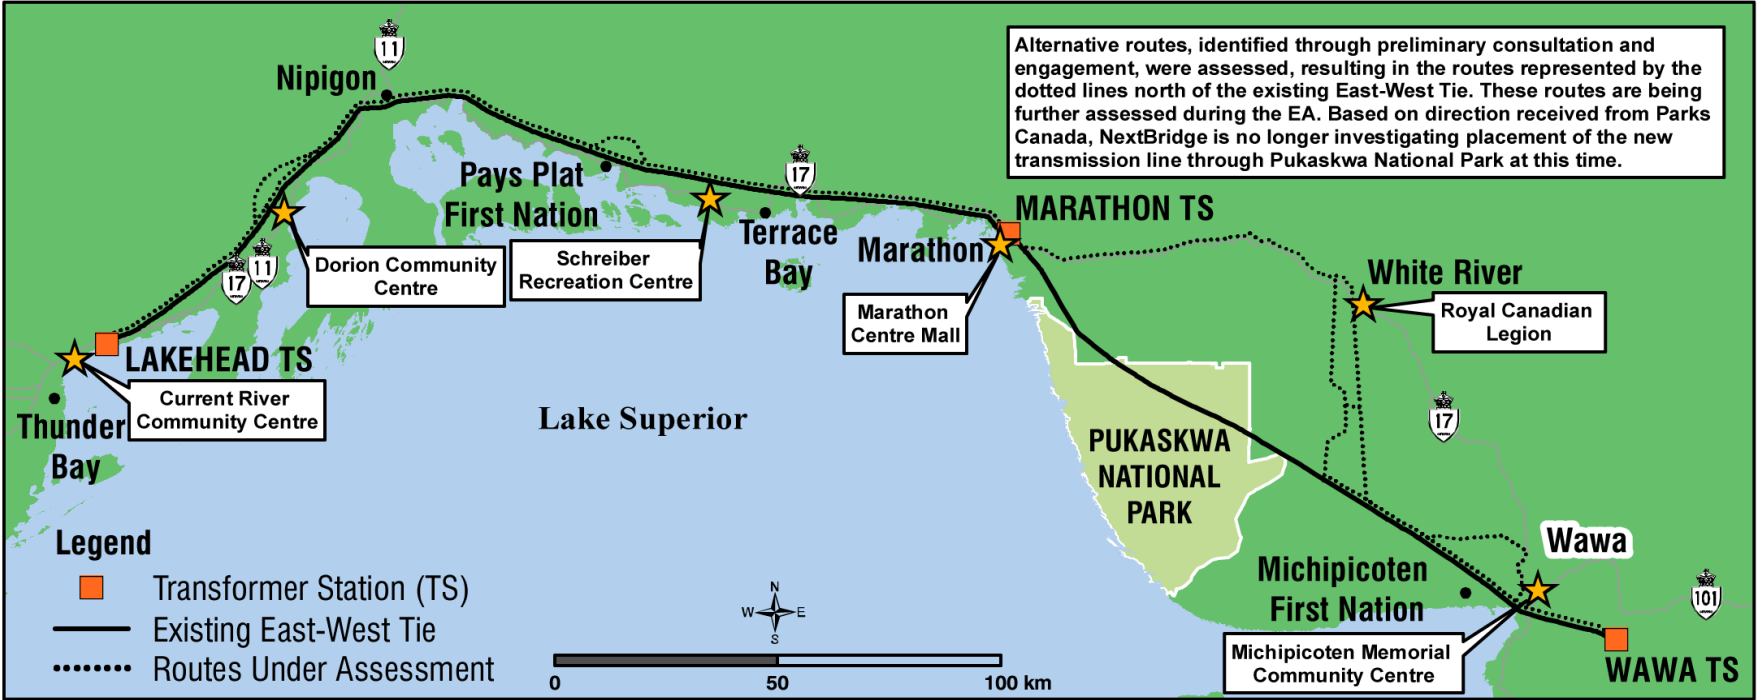 11
Nipigon
Alternative routes, identified through preliminary consultation and
engagement, were assessed, resulting in the routes represented by the
dotted lines north of the existing East-West Tie. These routes are being
further assessed during the EA. Based on direction received from Parks
Canada, NextBridge is no longer investigating placement of the new
transmission line through Pukaskwa National Park at this time.
Pays Plat
First Nation
17
MARATHON TS
Terrace
Bay
Marathon
Schreiber
Recreation Centre
Dorion Community
Centre
17
11
White River
Royal Canadian
Legion
Marathon
Centre Mall
LAKEHEAD TS
Current River
Community Centre
Thunder
Bay
Lake Superior
17
PUKASKWA
NATIONAL
PARK
Wawa
Michipicoten
First Nation
101
Michipicoten Memorial
Community Centre
WAWA TS
Legend
Transformer Station (TS)
Existing East-West Tie
Routes Under Assessment
N
W E
S
0 50 100 km